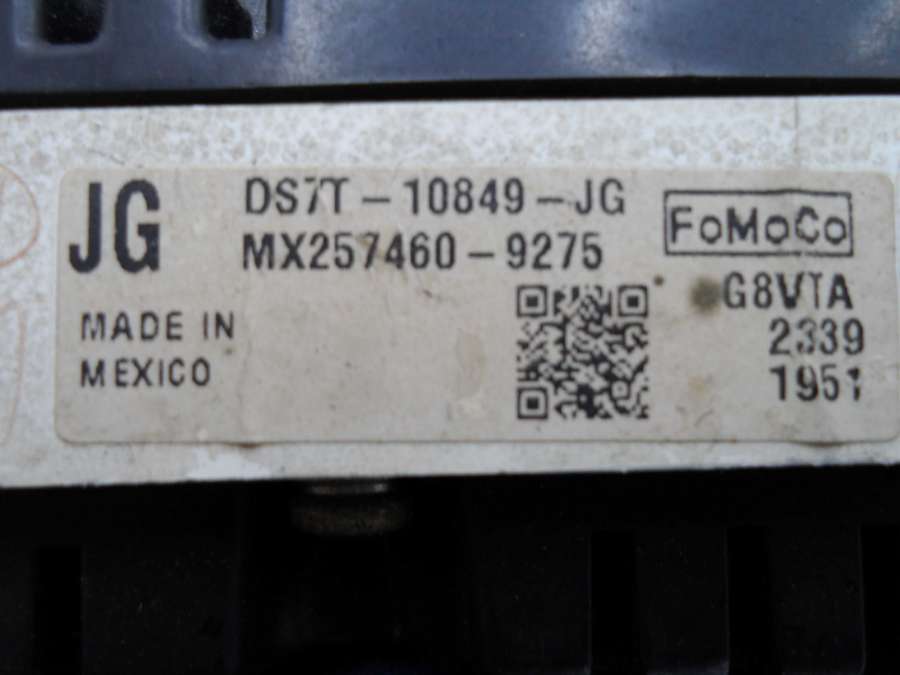 JG
DS7T-10849-JG
MX257460-9275
MADE IN
MEXICO
FoMoCo
G8VTA
2339
1951